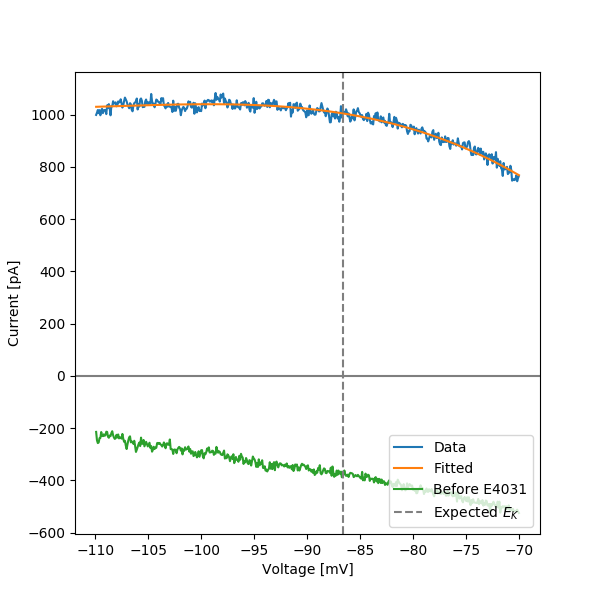 1000
800
600
400
200
0
−200
−400
−600
Current [pA]
Data
Fitted
Before E4031
Expected E_K
−110 −105 −100 −95 −90 −85 −80 −75 −70
Voltage [mV]